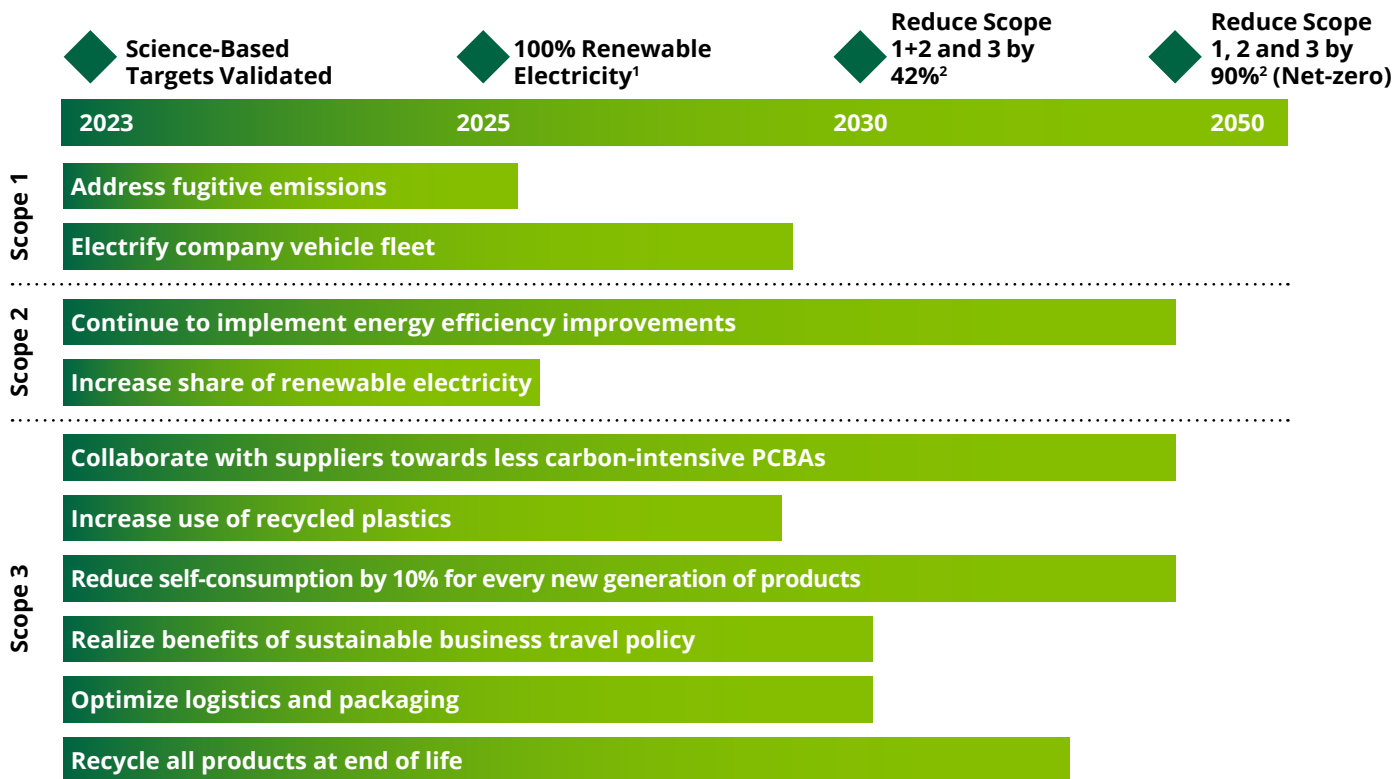 Science-Based
Targets Validated
100% Renewable
Electricity¹
Reduce Scope
1+2 and 3 by
42%²
Reduce Scope
1, 2 and 3 by
90%² (Net-zero)
2023
2025
2030
2050
Scope 1
Address fugitive emissions
Electrify company vehicle fleet
Scope 2
Continue to implement energy efficiency improvements
Increase share of renewable electricity
Scope 3
Collaborate with suppliers towards less carbon-intensive PCBAs
Increase use of recycled plastics
Reduce self-consumption by 10% for every new generation of products
Realize benefits of sustainable business travel policy
Optimize logistics and packaging
Recycle all products at end of life